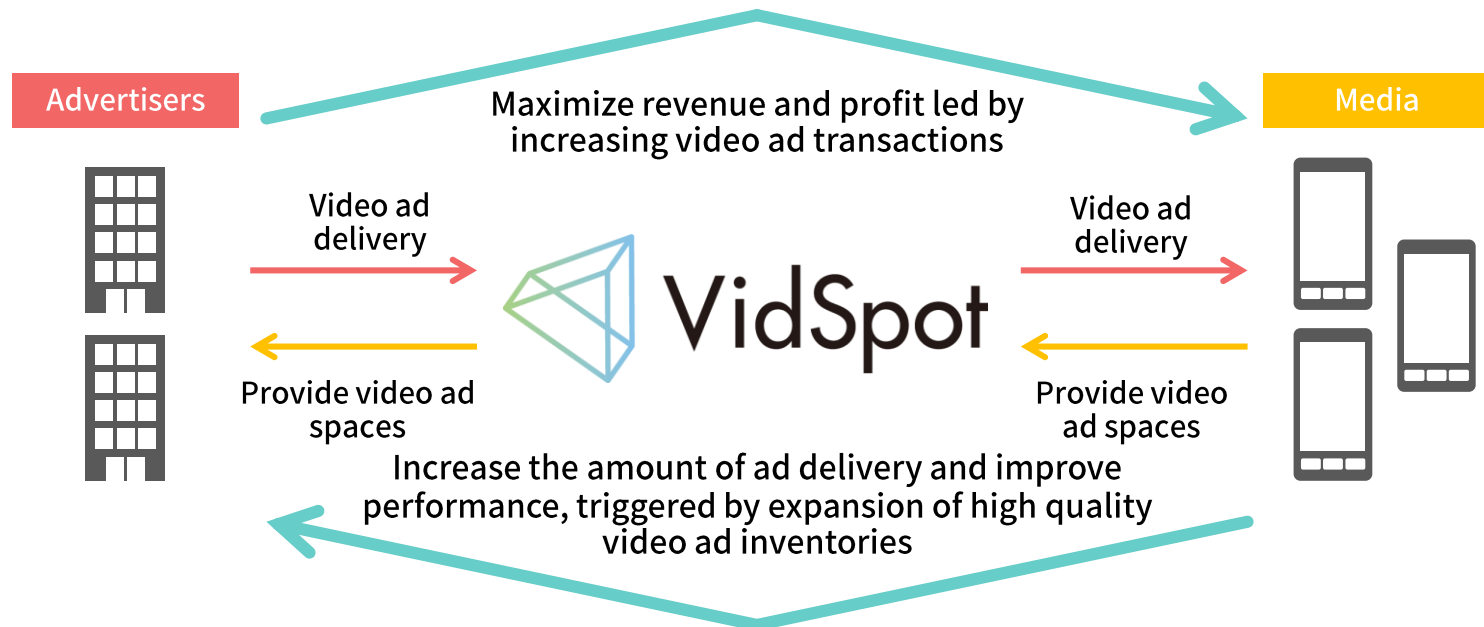 Advertisers
Media
Maximize revenue and profit led by
increasing video ad transactions
Video ad
delivery
Video ad
delivery
VidSpot
Provide video ad
spaces
Provide video
ad spaces
Increase the amount of ad delivery and improve
performance, triggered by expansion of high quality
video ad inventories